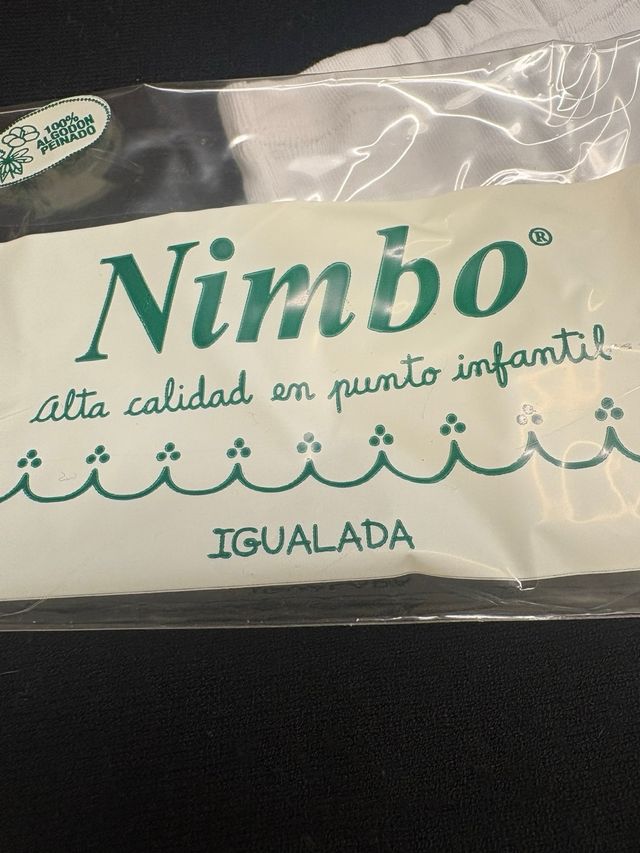 100%
ALGODON
PEINADO
Nimbo®
Alta calidad en punto infantil
IGUALADA